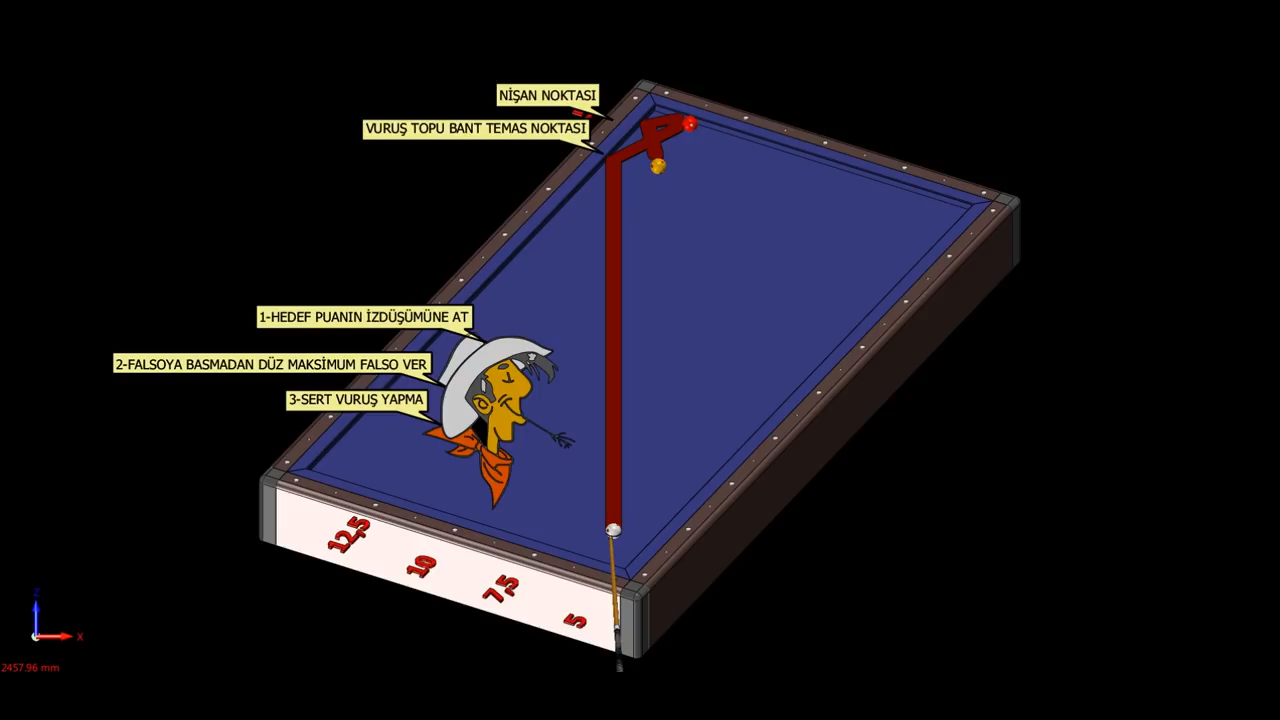 NİŞAN NOKTASI
VURUŞ TOPU BANT TEMAS NOKTASI
1-HEDEF PUANIN İZDÜŞÜMÜNE AT
2-FALSOYA BASMADAN DÜZ MAKSİMUM FALSO VER
3-SERT VURUŞ YAPMA
12,5
10
7,5
5
Z
X
2457.96 mm